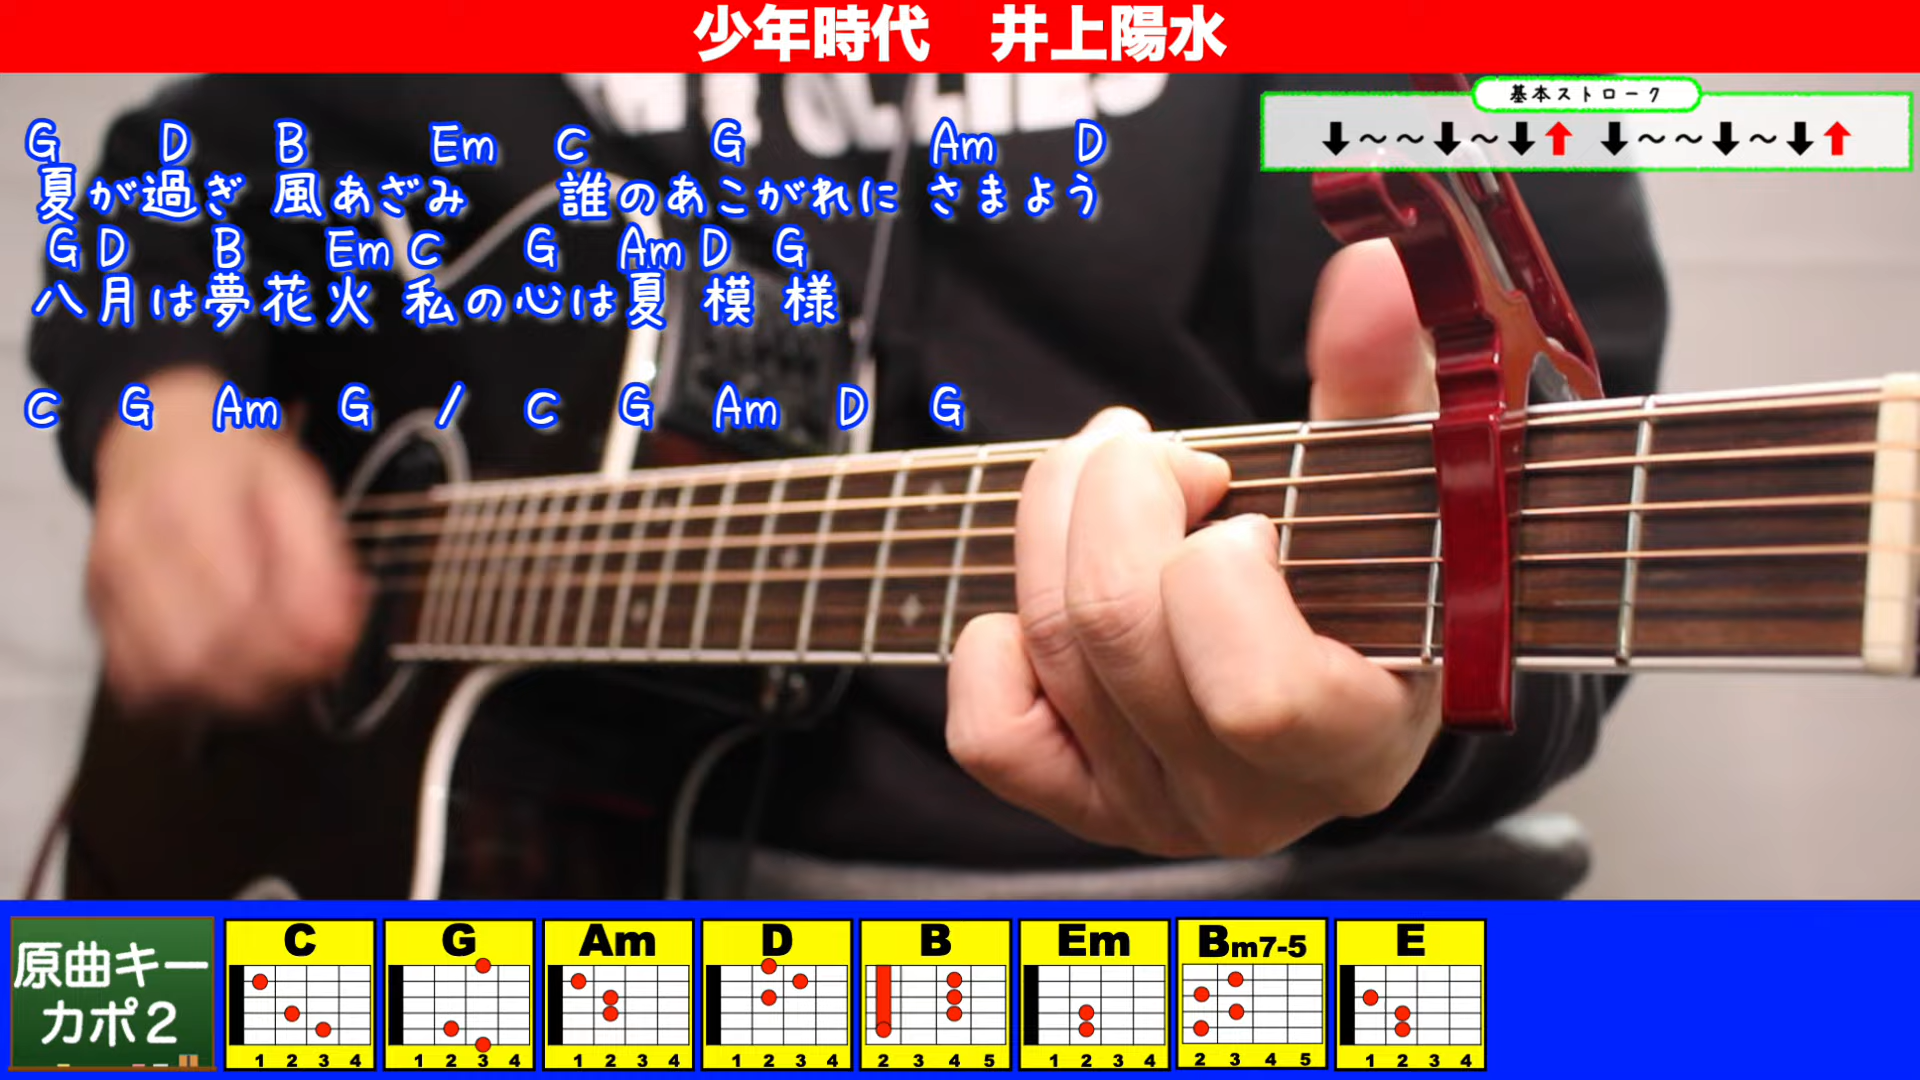 少年時代 井上陽水
基本ストローク
↓~~↓~↓↑ ↓~~↓~↓↑
G D B Em C G Am D
夏が過ぎ 風あざみ 誰のあこがれに さまよう
G D B Em C G Am D G
八月は夢花火 私の心は夏 模 様
C G Am G / C G Am D G
原曲キー
カポ2
C
1 2 3 4
G
1 2 3 4
Am
1 2 3 4
D
1 2 3 4
B
2 3 4 5
Em
1 2 3 4
Bm7-5
2 3 4 5
E
1 2 3 4